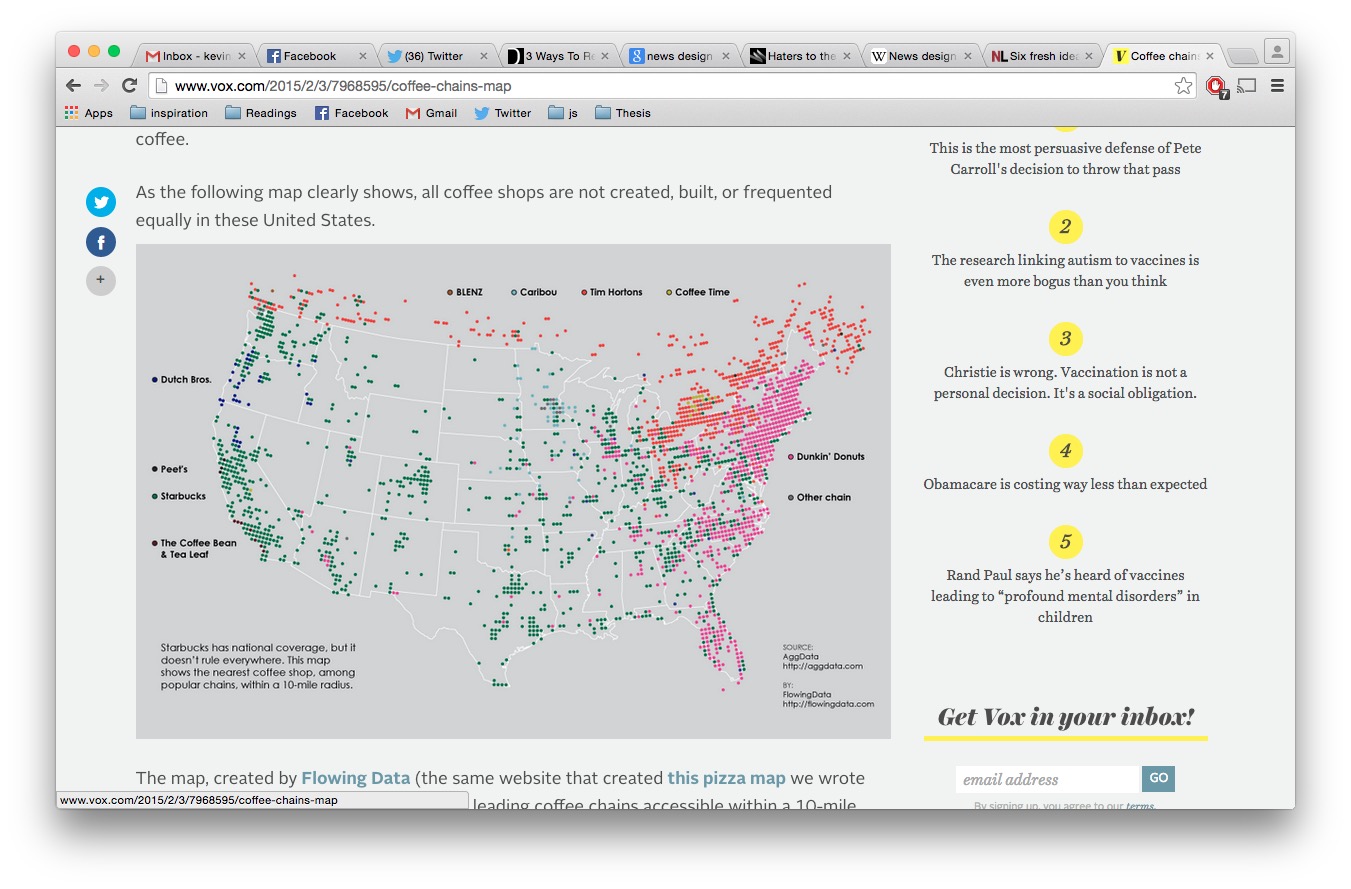 Inbox - kevin
Facebook
(36) Twitter
3 Ways To Re
news design
Haters to the
News design
Six fresh idea
Coffee chains
www.vox.com/2015/2/3/7968595/coffee-chains-map
7
Apps
inspiration
Readings
Facebook
Gmail
Twitter
js
Thesis
coffee.
As the following map clearly shows, all coffee shops are not created, built, or frequented
equally in these United States.
BLENZ
Caribou
Tim Hortons
Coffee Time
Dutch Bros.
Peet's
Starbucks
The Coffee Bean
& Tea Leaf
Dunkin' Donuts
Other chain
Starbucks has national coverage, but it
doesn't rule everywhere. This map
shows the nearest coffee shop, among
popular chains, within a 10-mile radius.
SOURCE:
AggData
http://aggdata.com
BY:
FlowingData
http://flowingdata.com
The map, created by Flowing Data (the same website that created this pizza map we wrote
leading coffee chains accessible within a 10-mile
www.vox.com/2015/2/3/7968595/coffee-chains-map
This is the most persuasive defense of Pete
Carroll's decision to throw that pass
2
The research linking autism to vaccines is
even more bogus than you think
3
Christie is wrong. Vaccination is not a
personal decision. It's a social obligation.
4
Obamacare is costing way less than expected
5
Rand Paul says he's heard of vaccines
leading to “profound mental disorders” in
children
Get Vox in your inbox!
email address
GO
By signing up, you agree to our terms.